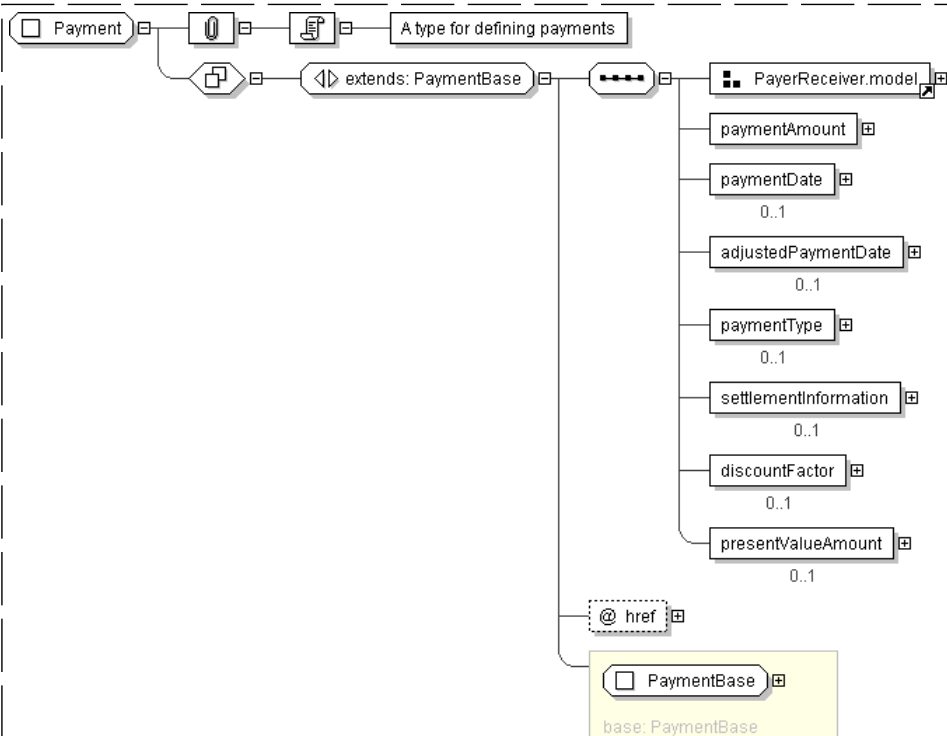 Payment
A type for defining payments
extends: PaymentBase
PayerReceiver.model
paymentAmount
paymentDate
0..1
adjustedPaymentDate
0..1
paymentType
0..1
settlementInformation
0..1
discountFactor
0..1
presentValueAmount
0..1
@ href
PaymentBase
base: PaymentBase